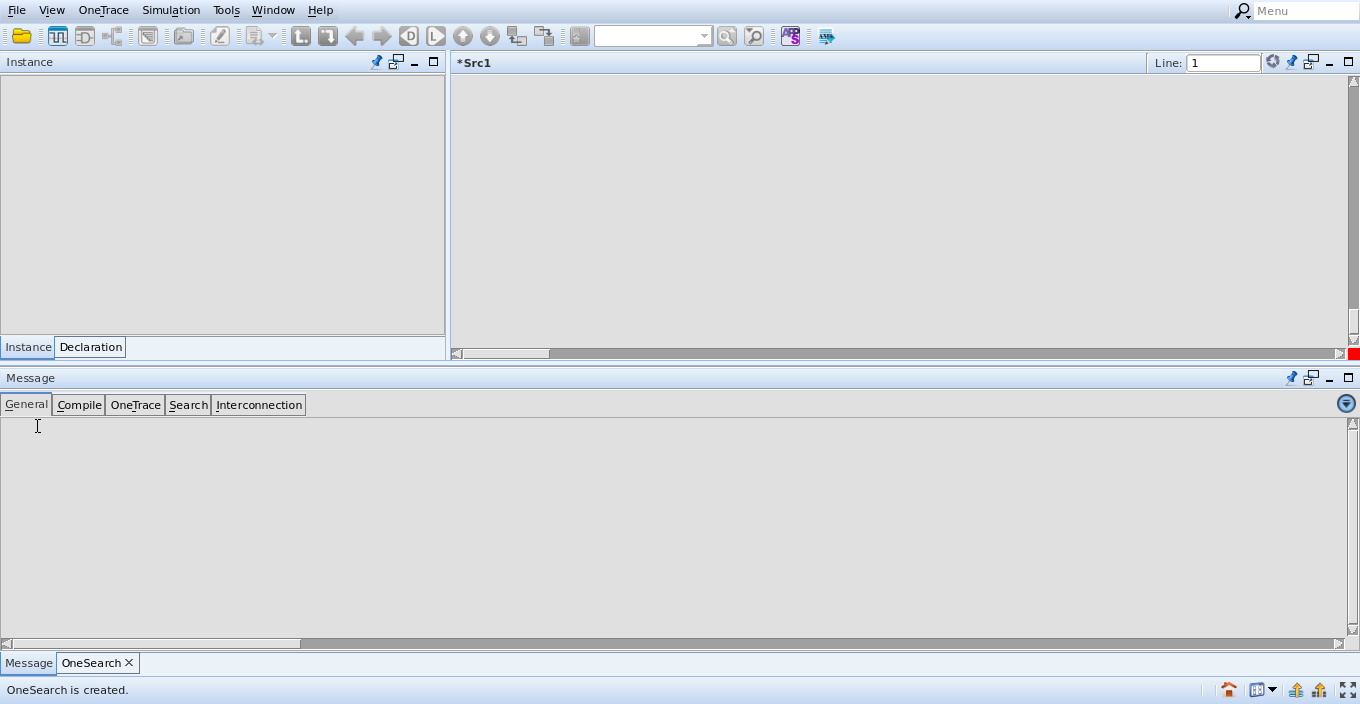 File View OneTrace Simulation Tools Window Help Menu
Instance
*Src1 Line: 1
Instance Declaration
Message
General Compile OneTrace Search Interconnection
Message OneSearch
OneSearch is created.